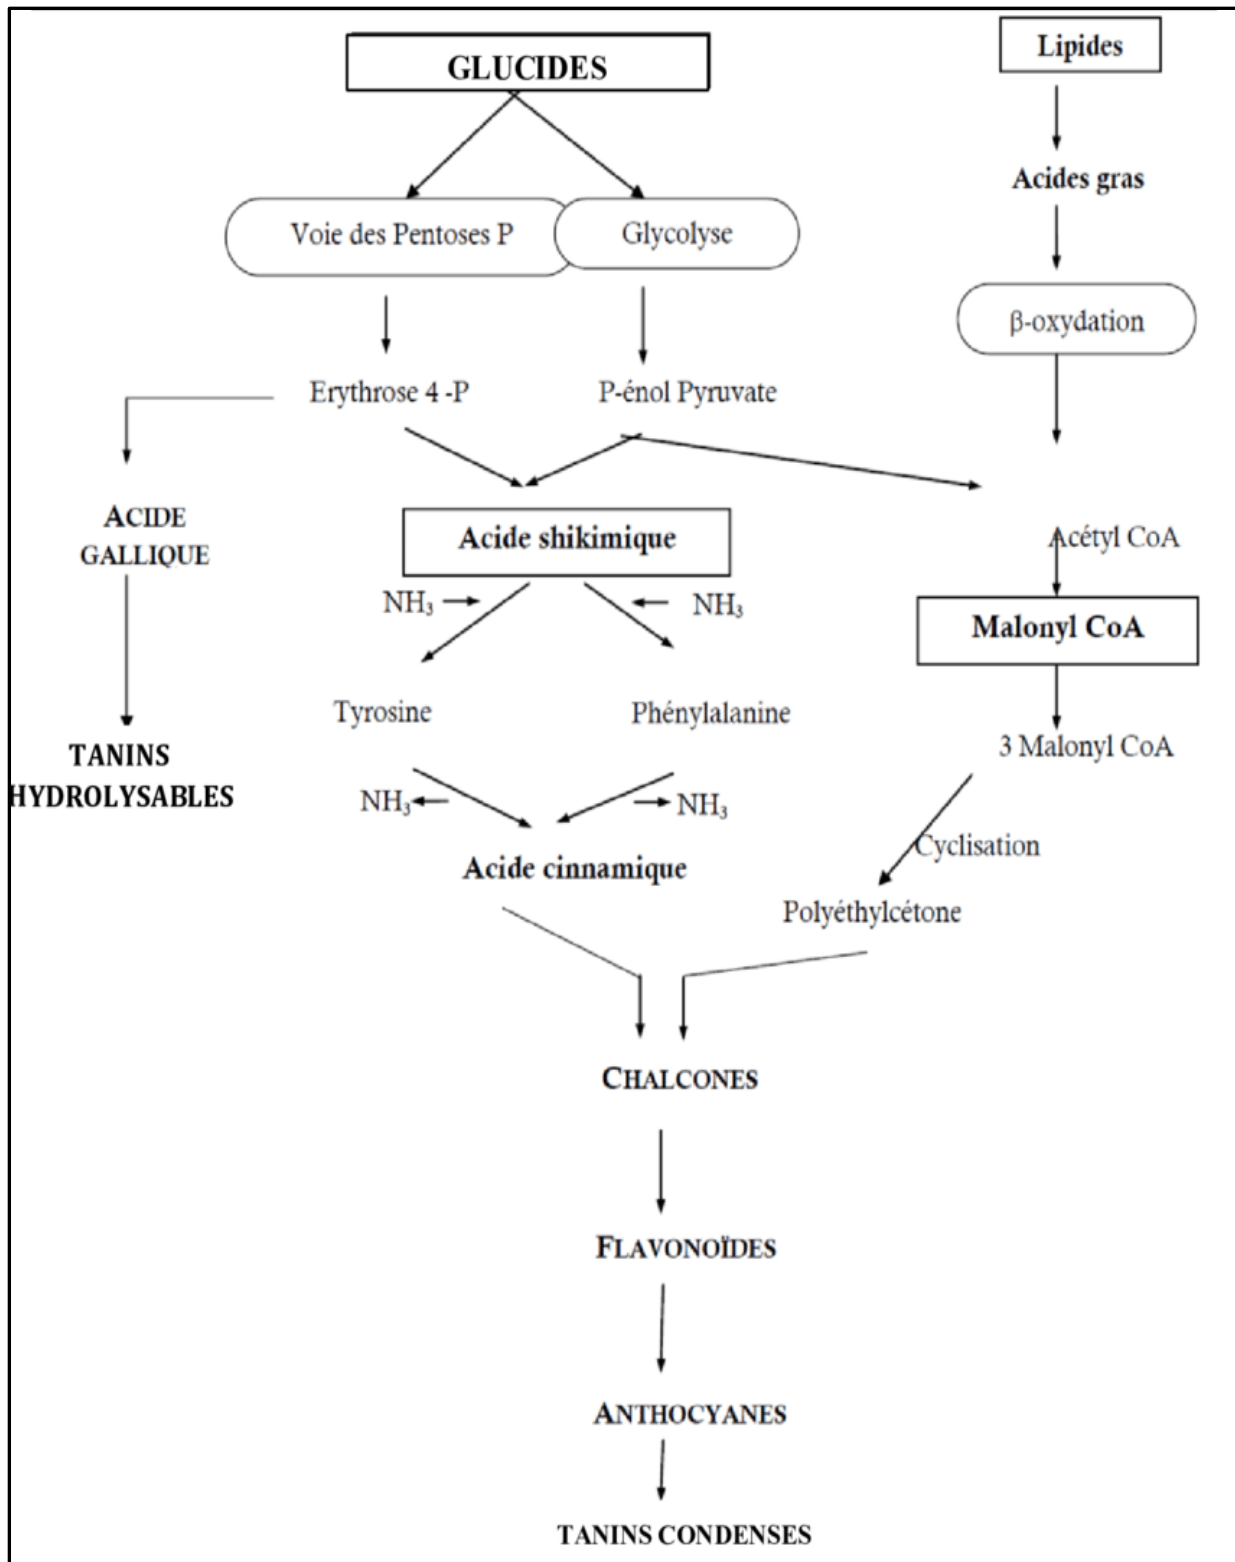 GLUCIDES
Lipides
Acides gras
Voie des Pentoses P
Glycolyse
β-oxydation
Erythrose 4 -P
P-énol Pyruvate
ACIDE
GALLIQUE
Acide shikimique
Acétyl CoA
NH₃
NH₃
Malonyl CoA
Tyrosine
Phénylalanine
3 Malonyl CoA
TANINS
HYDROLYSABLES
NH₃
NH₃
Cyclisation
Acide cinnamique
Polyéthylcétone
CHALCONES
FLAVONOÏDES
ANTHOCYANES
TANINS CONDENSES